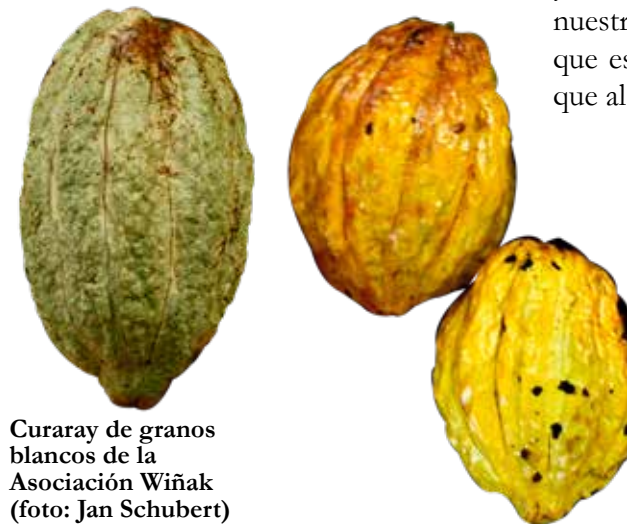 nuestr
que es
que al
Curaray de granos
blancos de la
Asociación Wiñak
(foto: Jan Schubert)